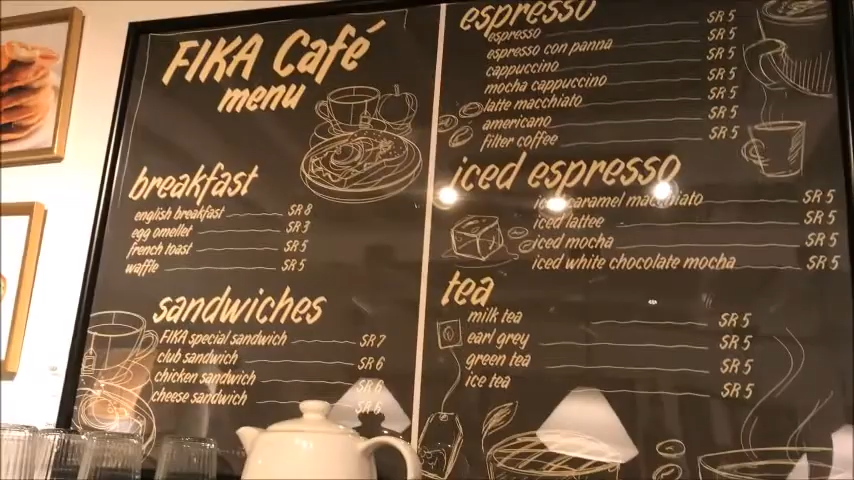 FIKA Café
menu
breakfast
english breakfast SR 8
egg omellet SR 3
french toast SR 5
waffle SR 5
Sandwiches
FIKA special sandwich SR 7
club sandwich SR 6
chicken sandwich SR 6
cheese sandwich SR 6
espresso
espresso SR 5
espresso con panna SR 5
cappuccino SR 5
mocha cappuccino SR 5
latte macchiato SR 5
americano SR 5
filter coffee SR 5
iced espresso
iced caramel macchiato SR 5
iced lattee SR 5
iced mocha SR 5
iced white chocolate mocha SR 5
tea
milk tea SR 5
earl grey SR 5
green tea SR 5
ice tea SR 5